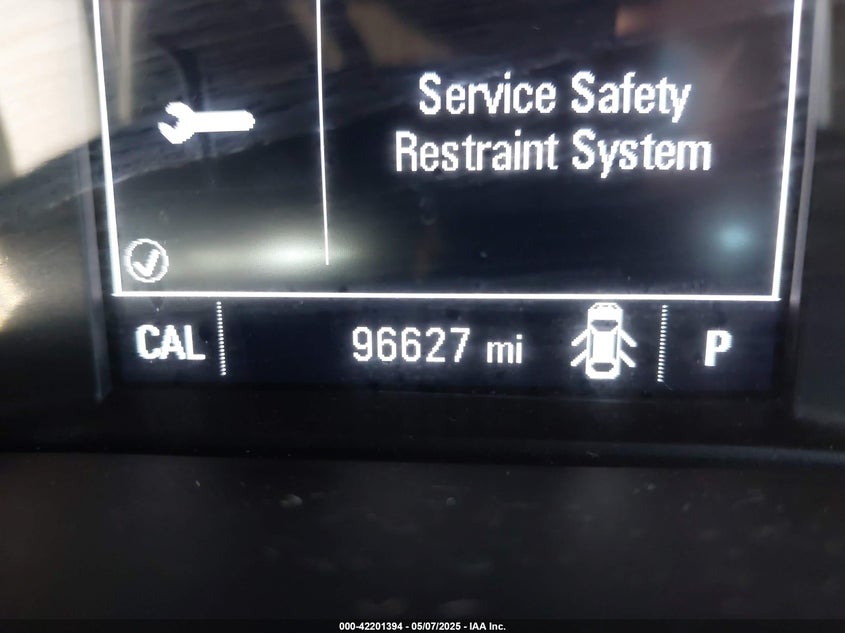 Service Safety
Restraint System
CAL 96627 mi P
000-42201394 - 05/07/2025 - IAA Inc.